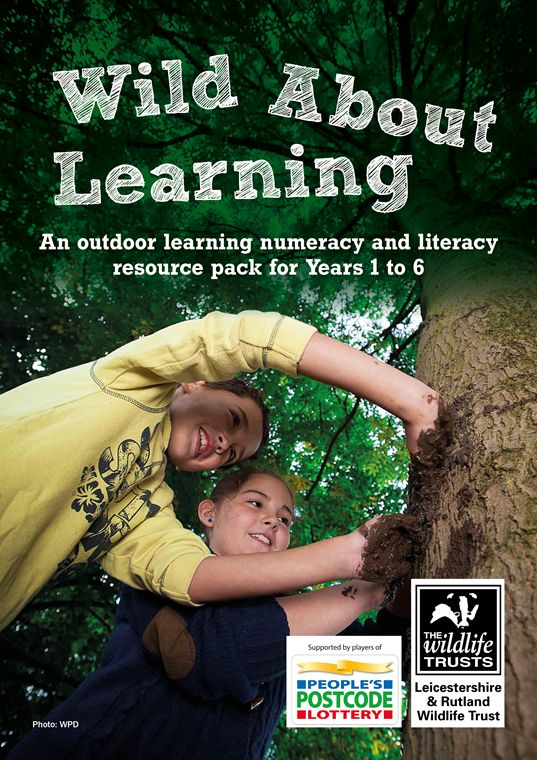 Wild About
Learning
An outdoor learning numeracy and literacy
resource pack for Years 1 to 6
Supported by players of
PEOPLE'S
POSTCODE
LOTTERY
THE
wildlife
TRUSTS
Leicestershire
& Rutland
Wildlife Trust
Photo: WPD